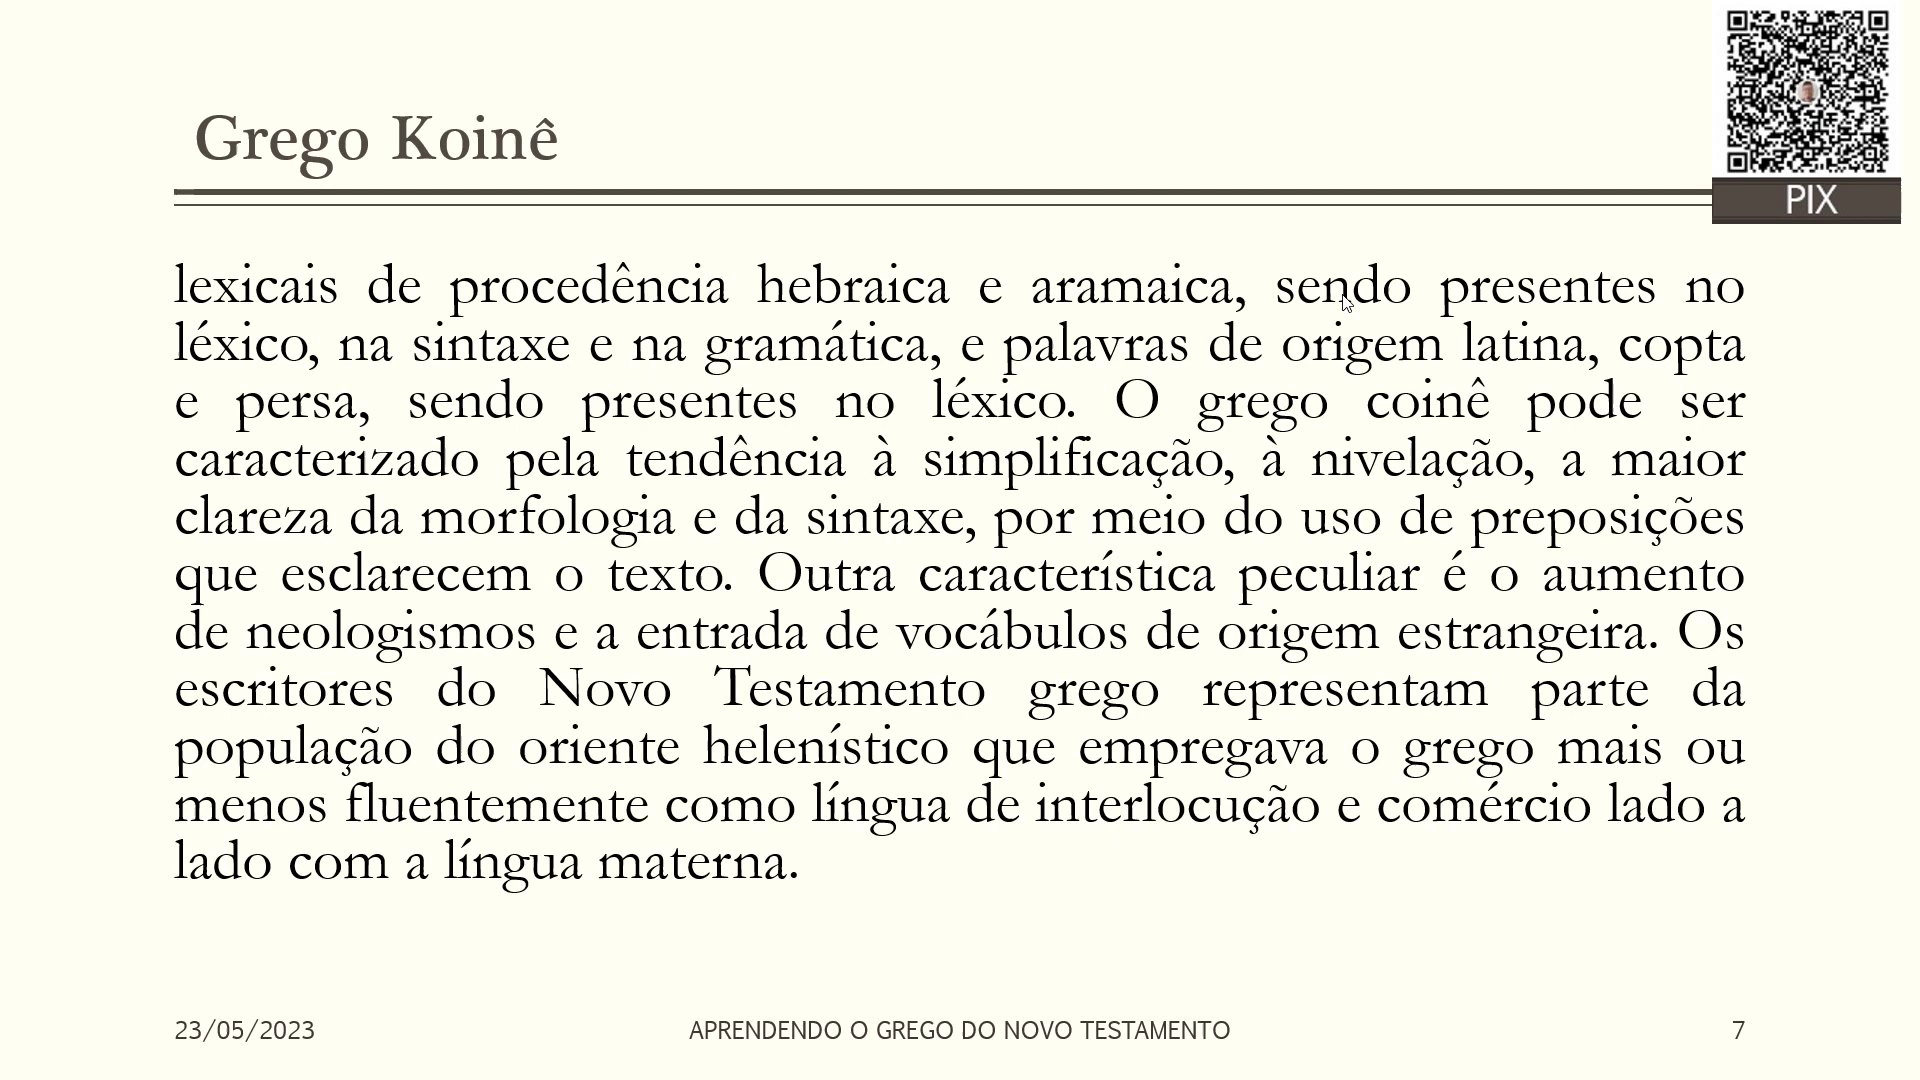 Grego Koinê
PIX
lexicais de procedência hebraica e aramaica, sendo presentes no
léxico, na sintaxe e na gramática, e palavras de origem latina, copta
e persa, sendo presentes no léxico. O grego coinê pode ser
caracterizado pela tendência à simplificação, à nivelação, a maior
clareza da morfologia e da sintaxe, por meio do uso de preposições
que esclarecem o texto. Outra característica peculiar é o aumento
de neologismos e a entrada de vocábulos de origem estrangeira. Os
escritores do Novo Testamento grego representam parte da
população do oriente helenístico que empregava o grego mais ou
menos fluentemente como língua de interlocução e comércio lado a
lado com a língua materna.
23/05/2023
APRENDENDO O GREGO DO NOVO TESTAMENTO
7